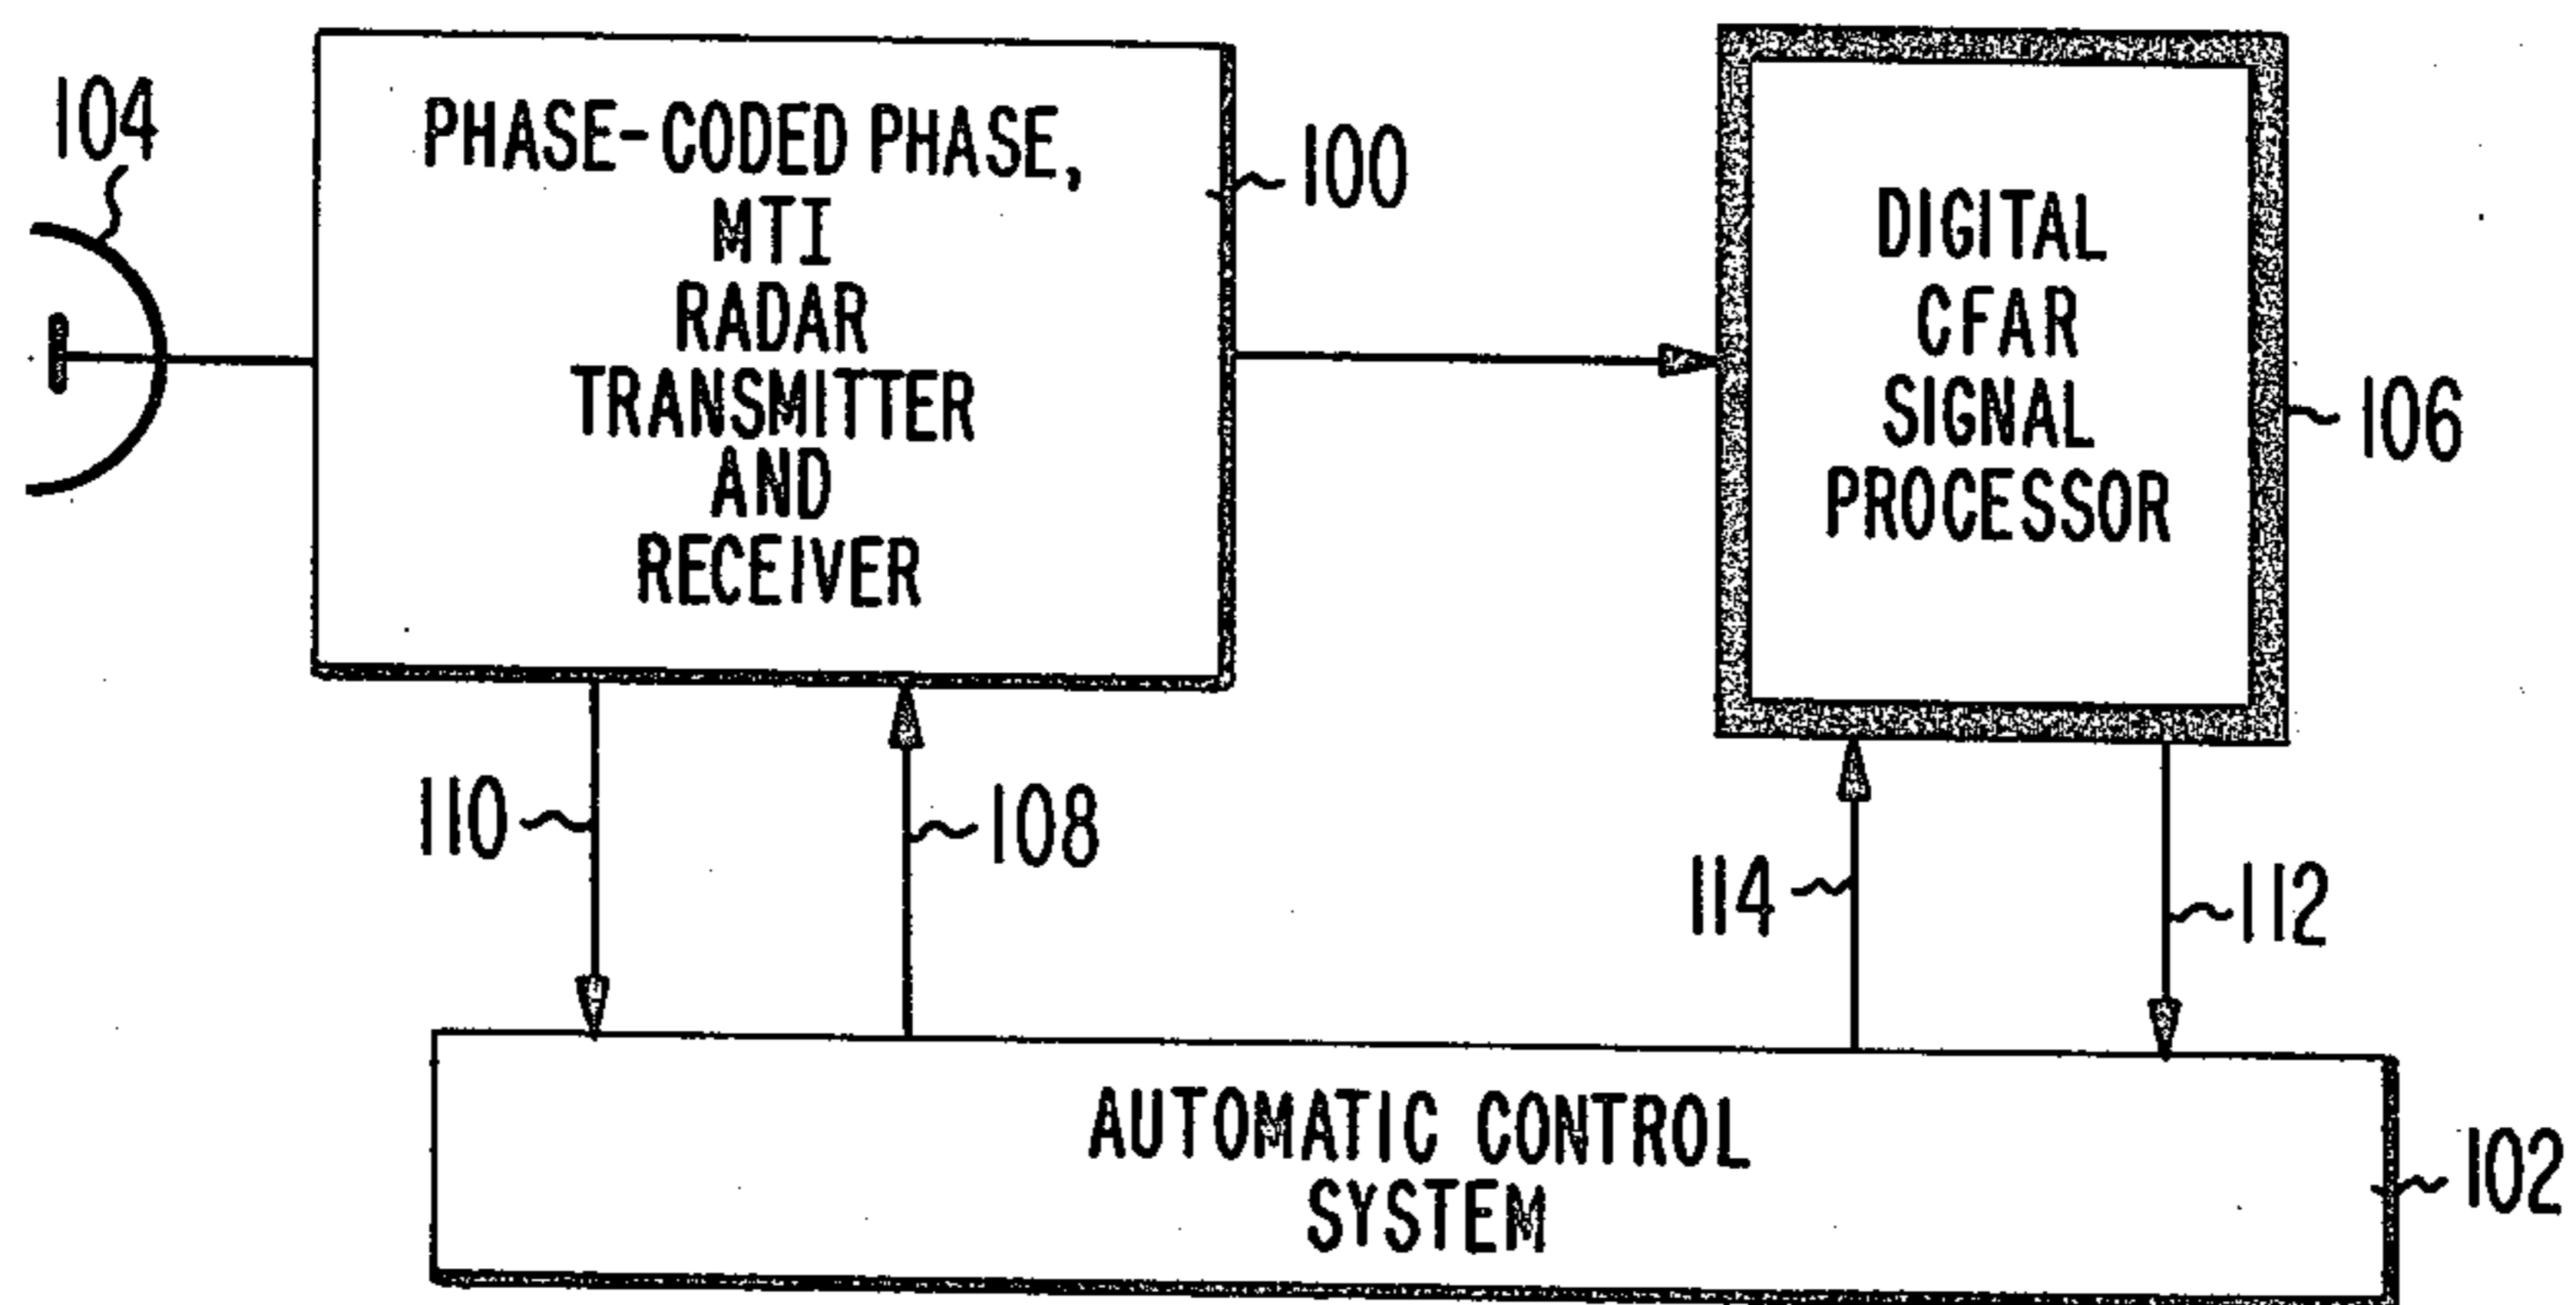 104
PHASE-CODED PHASE,
MTI
RADAR
TRANSMITTER
AND
RECEIVER
100
DIGITAL
CFAR
SIGNAL
PROCESSOR
106
110
108
114
112
AUTOMATIC CONTROL
SYSTEM
102